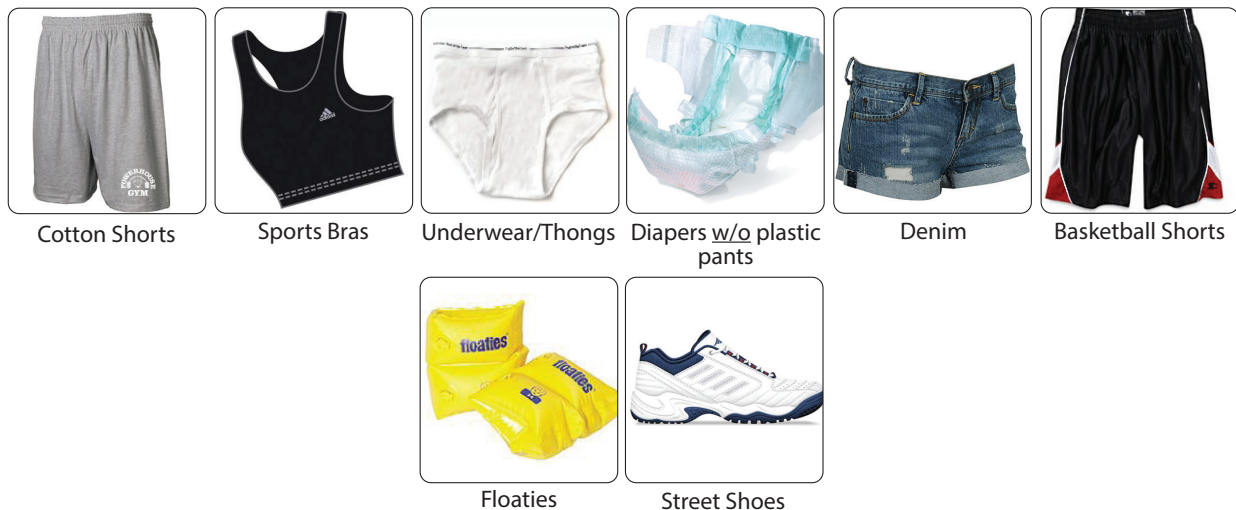 POWERHOUSE
GYM
adidas
Cotton Shorts
Sports Bras
Underwear/Thongs
Diapers w/o plastic
pants
Denim
Basketball Shorts
floaties
floaties
Floaties
Street Shoes